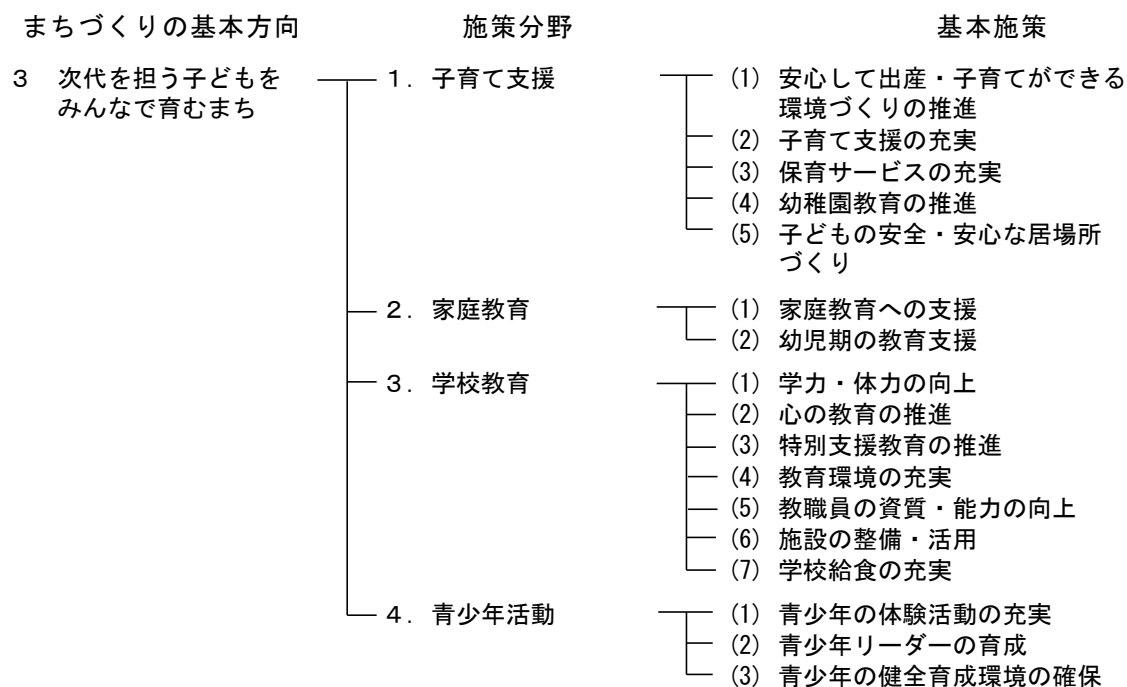 まちづくりの基本方向　施策分野　基本施策
３　次代を担う子どもを　１．子育て支援　(1) 安心して出産・子育てができる
みんなで育むまち　環境づくりの推進
(2) 子育て支援の充実
(3) 保育サービスの充実
(4) 幼稚園教育の推進
(5) 子どもの安全・安心な居場所
づくり
２．家庭教育　(1) 家庭教育への支援
(2) 幼児期の教育支援
３．学校教育　(1) 学力・体力の向上
(2) 心の教育の推進
(3) 特別支援教育の推進
(4) 教育環境の充実
(5) 教職員の資質・能力の向上
(6) 施設の整備・活用
(7) 学校給食の充実
４．青少年活動　(1) 青少年の体験活動の充実
(2) 青少年リーダーの育成
(3) 青少年の健全育成環境の確保